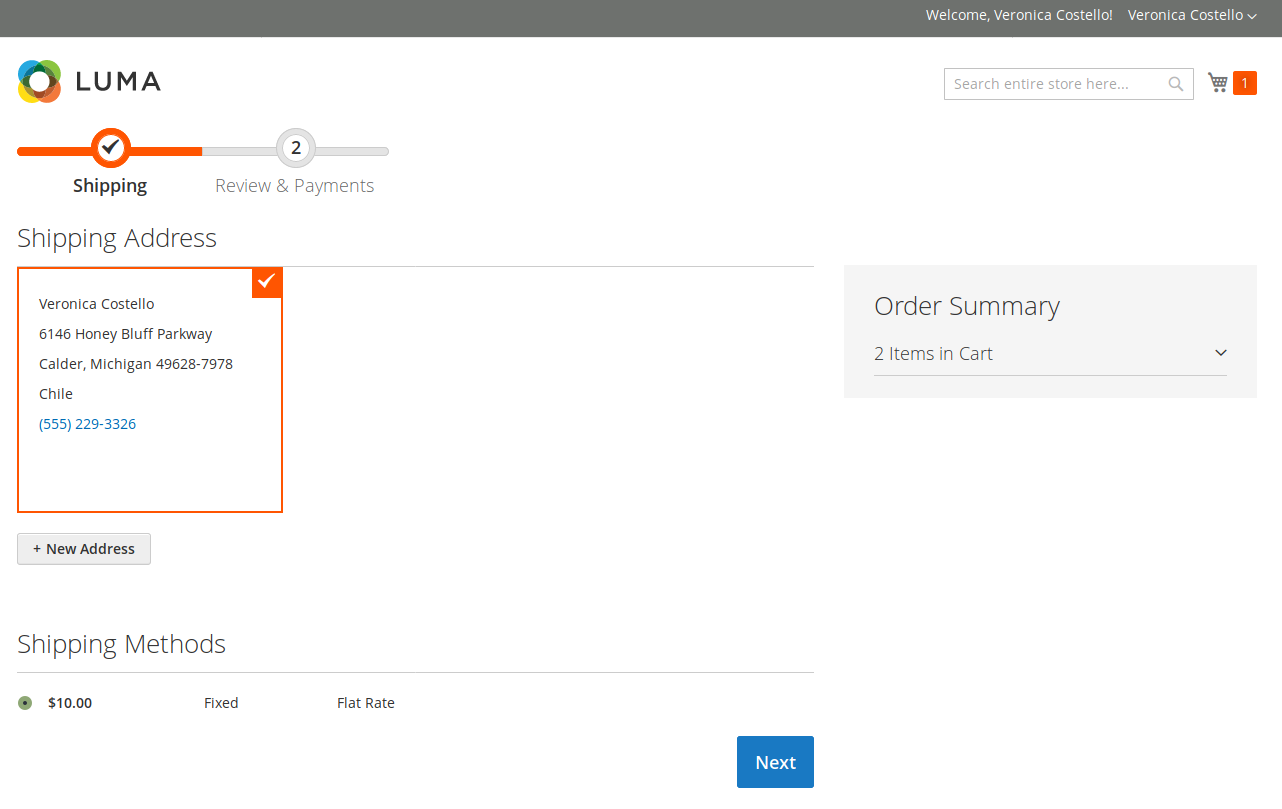 Welcome, Veronica Costello! Veronica Costello
LUMA
Search entire store here...
1
2
Shipping
Review & Payments
Shipping Address
Veronica Costello
6146 Honey Bluff Parkway
Calder, Michigan 49628-7978
Chile
(555) 229-3326
+ New Address
Order Summary
2 Items in Cart
Shipping Methods
$10.00 Fixed Flat Rate
Next